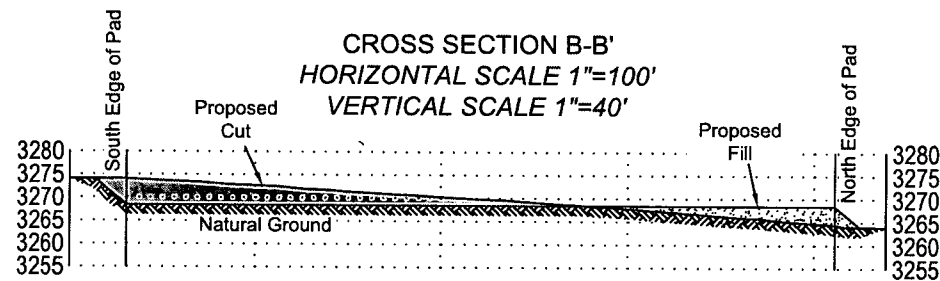 CROSS SECTION B-B'
HORIZONTAL SCALE 1"=100'
VERTICAL SCALE 1"=40'
South Edge of Pad
Proposed
Cut
Proposed
Fill
North Edge of Pad
3280
3275
3270
3265
3260
3255
Natural Ground
3280
3275
3270
3265
3260
3255